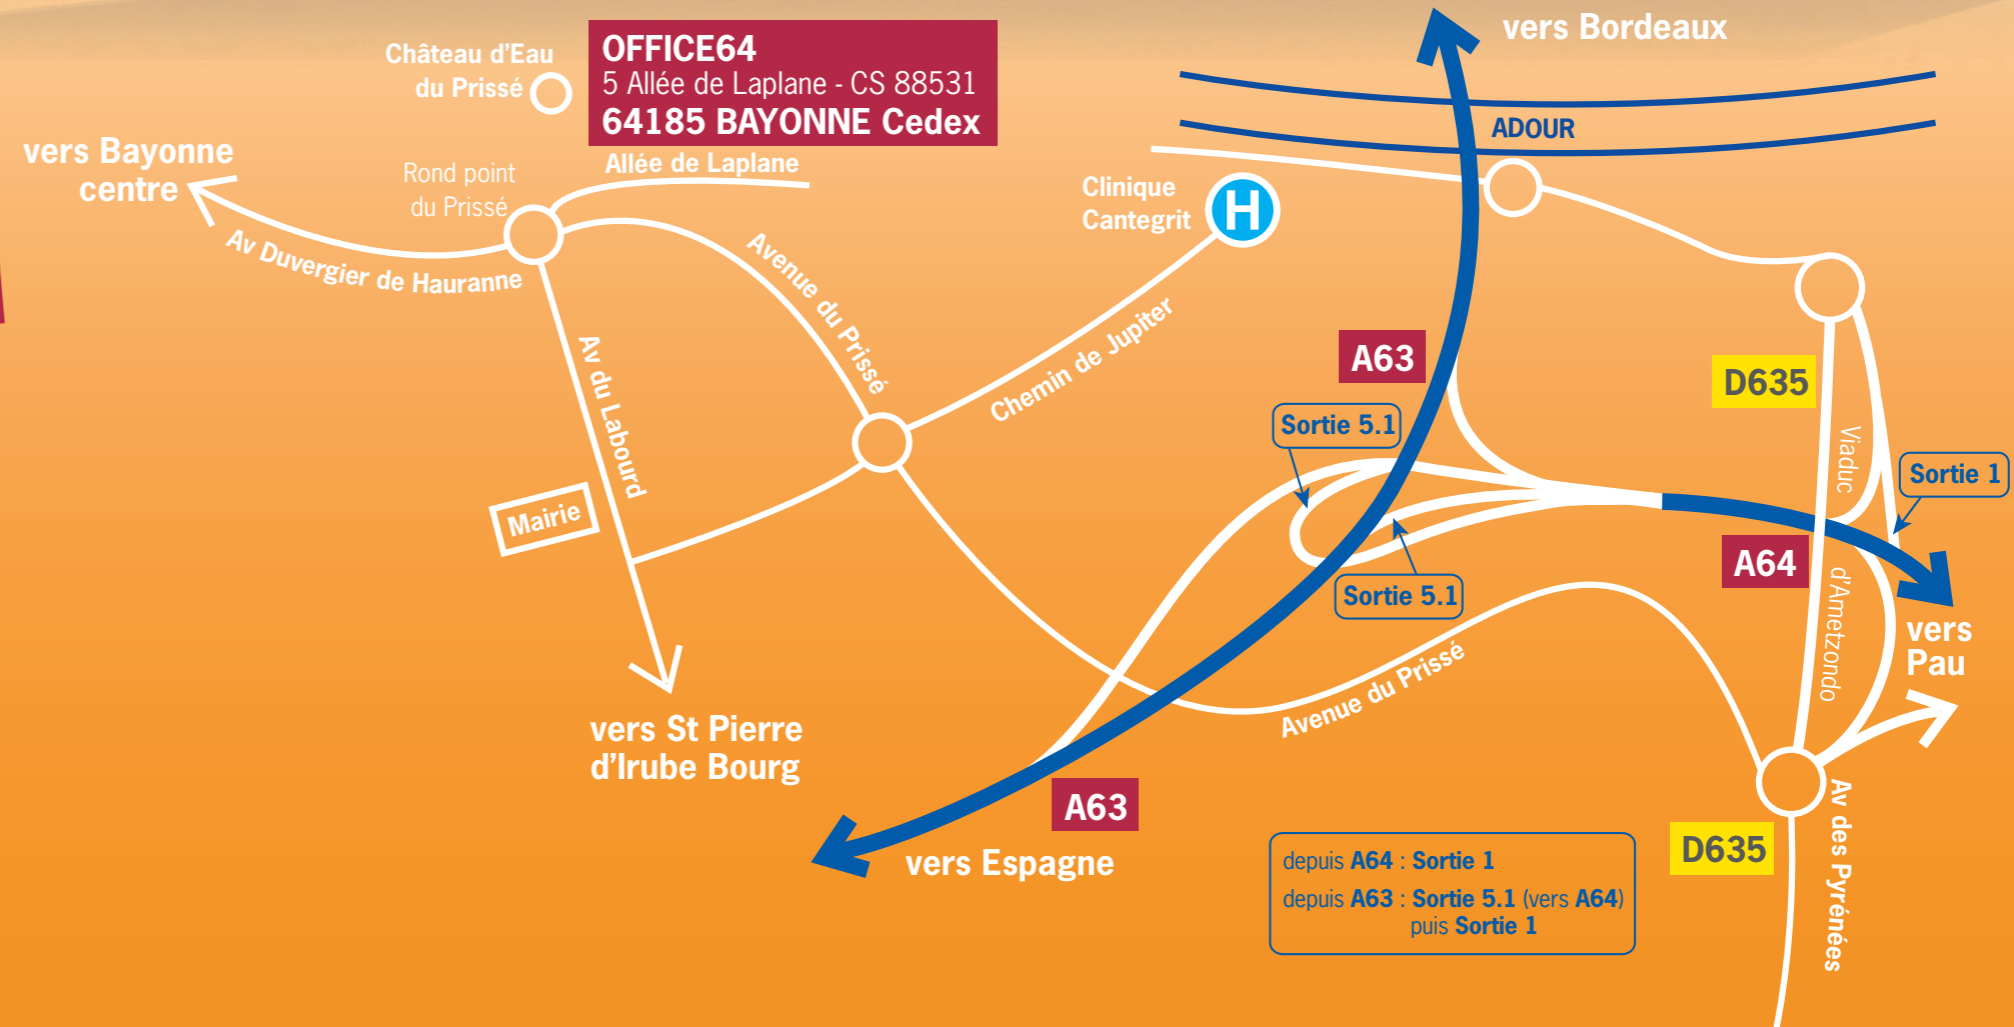 vers Bordeaux
Château d'Eau
du Prissé
OFFICE64
5 Allée de Laplane - CS 88531
64185 BAYONNE Cedex
ADOUR
vers Bayonne
centre
Rond point
du Prissé
Allée de Laplane
Clinique
Cantegrit
H
Av Duvergier de Hauranne
Avenue du Prissé
Chemin de Jupiter
Av du Labourd
A63
D635
Sortie 5.1
Viaduc
Sortie 1
Mairie
A64
Sortie 5.1
d'Ametzondo
vers
Pau
Avenue du Prissé
vers St Pierre
d'Irube Bourg
A63
vers Espagne
D635
Av des Pyrénées
depuis A64 : Sortie 1
depuis A63 : Sortie 5.1 (vers A64)
puis Sortie 1